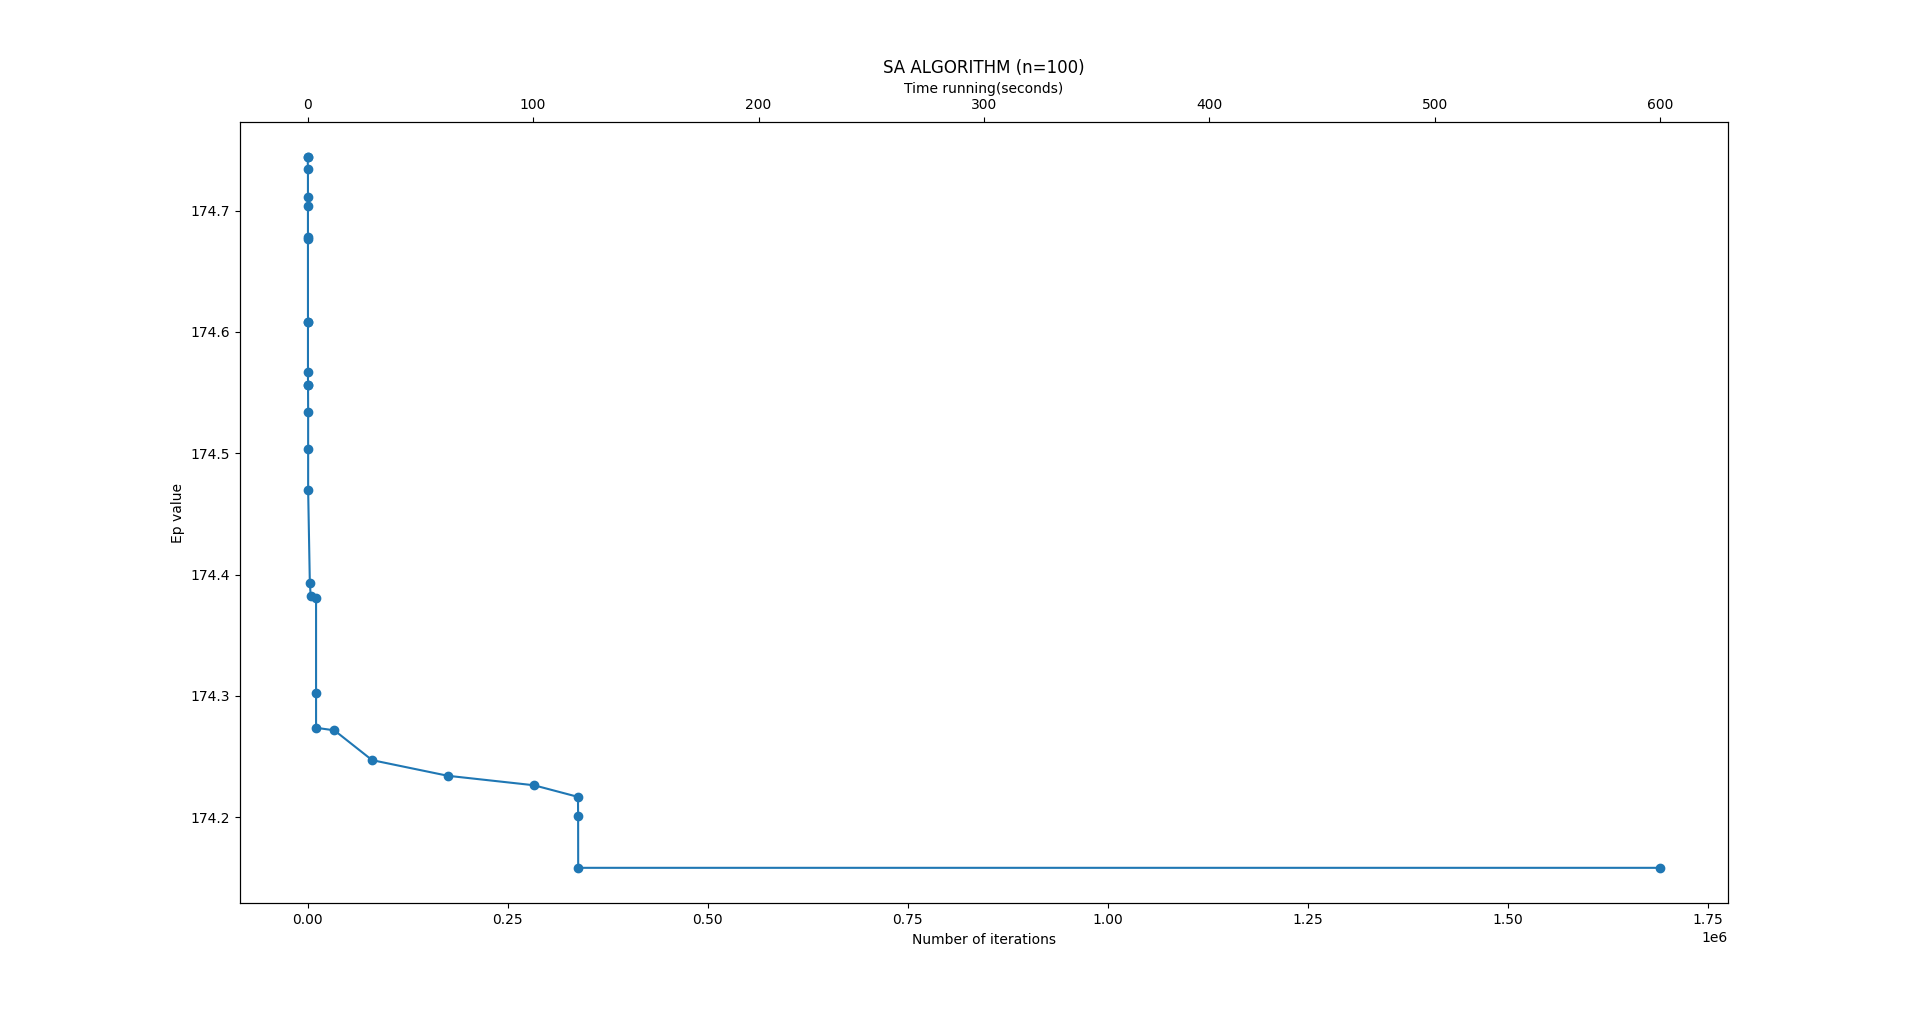 SA ALGORITHM (n=100)
Time running(seconds)
0 100 200 300 400 500 600
174.7
174.6
174.5
174.4
174.3
174.2
Ep value
0.00 0.25 0.50 0.75 1.00 1.25 1.50 1.75
1e6
Number of iterations